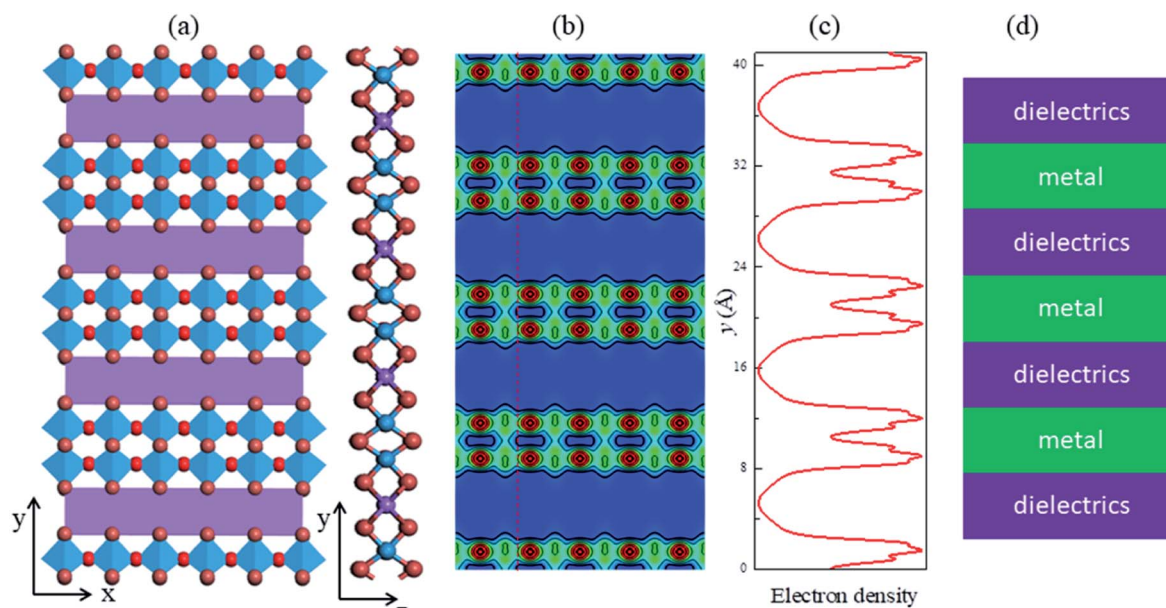 (a)
(b)
(c)
(d)
y
x
y
40
32
24
16
8
0
y (Å)
Electron density
dielectrics
metal
dielectrics
metal
dielectrics
metal
dielectrics